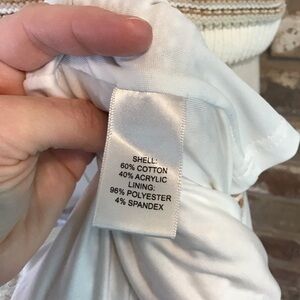 SHELL:
60% COTTON
40% ACRYLIC
LINING:
96% POLYESTER
4% SPANDEX